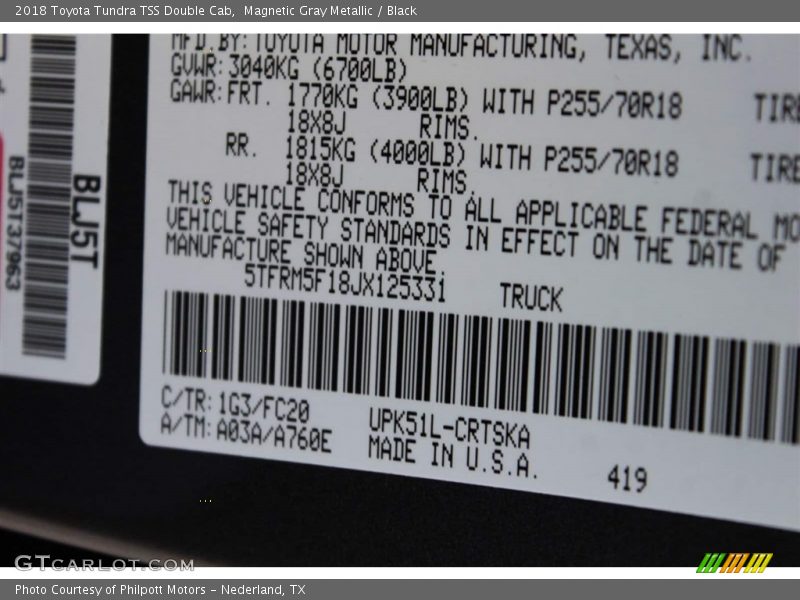 2018 Toyota Tundra TSS Double Cab, Magnetic Gray Metallic / Black
MFD.BY:TOYOTA MOTOR MANUFACTURING, TEXAS, INC.
GVWR:3040KG (6700LB)
GAWR:FRT. 1770KG (3900LB) WITH P255/70R18 TIRE
18X8J RIMS.
RR. 1815KG (4000LB) WITH P255/70R18 TIRE
18X8J RIMS.
THIS VEHICLE CONFORMS TO ALL APPLICABLE FEDERAL MO
VEHICLE SAFETY STANDARDS IN EFFECT ON THE DATE OF
MANUFACTURE SHOWN ABOVE.
5TFRM5F18JX125331 TRUCK
C/TR:1G3/FC20 UPK51L-CRTSKA
A/TM:A03A/A760E MADE IN U.S.A. 419
BLJ5T
BLJ5T37963
GTCARLOT.COM
Photo Courtesy of Philpott Motors - Nederland, TX